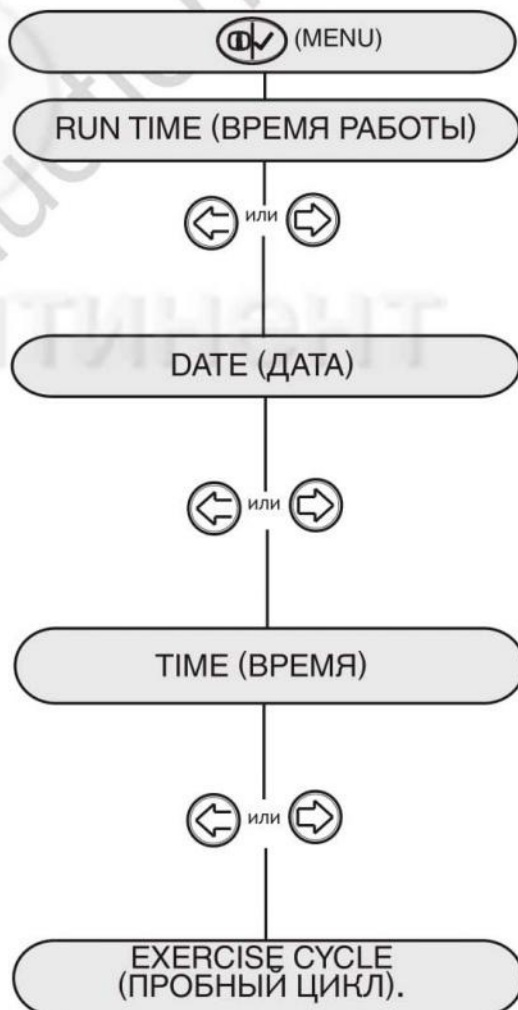 (MENU)
RUN TIME (ВРЕМЯ РАБОТЫ)
или
DATE (ДАТА)
или
TIME (ВРЕМЯ)
или
EXERCISE CYCLE
(ПРОБНЫЙ ЦИКЛ).